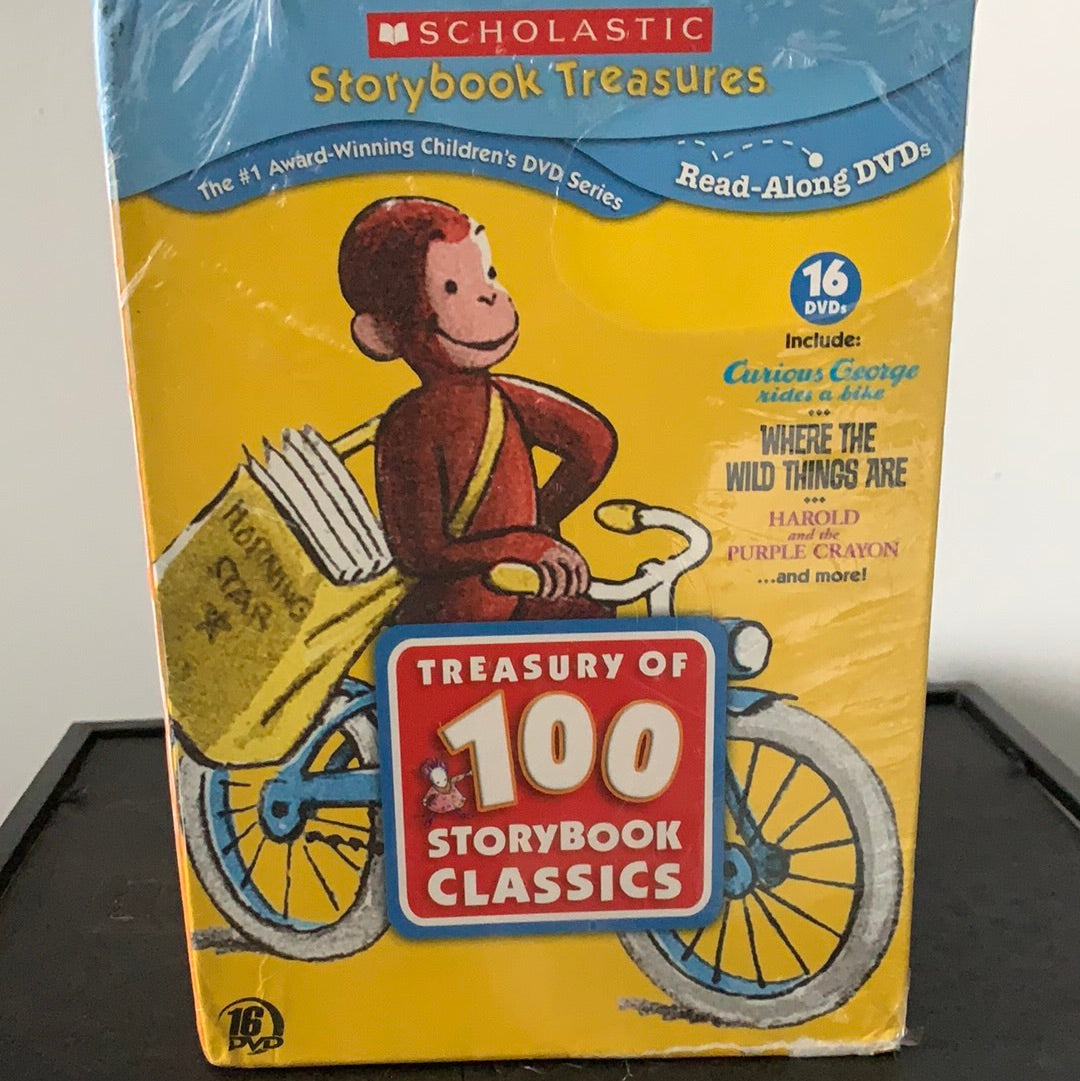 SCHOLASTIC
Storybook Treasures
The #1 Award-Winning Children's DVD Series
Read-Along DVDs
16
DVDs
Include:
Curious George
rides a bike
WHERE THE
WILD THINGS ARE
HAROLD
and the
PURPLE CRAYON
...and more!
MORNING
STAR
TREASURY OF
100
STORYBOOK
CLASSICS
16
DVD